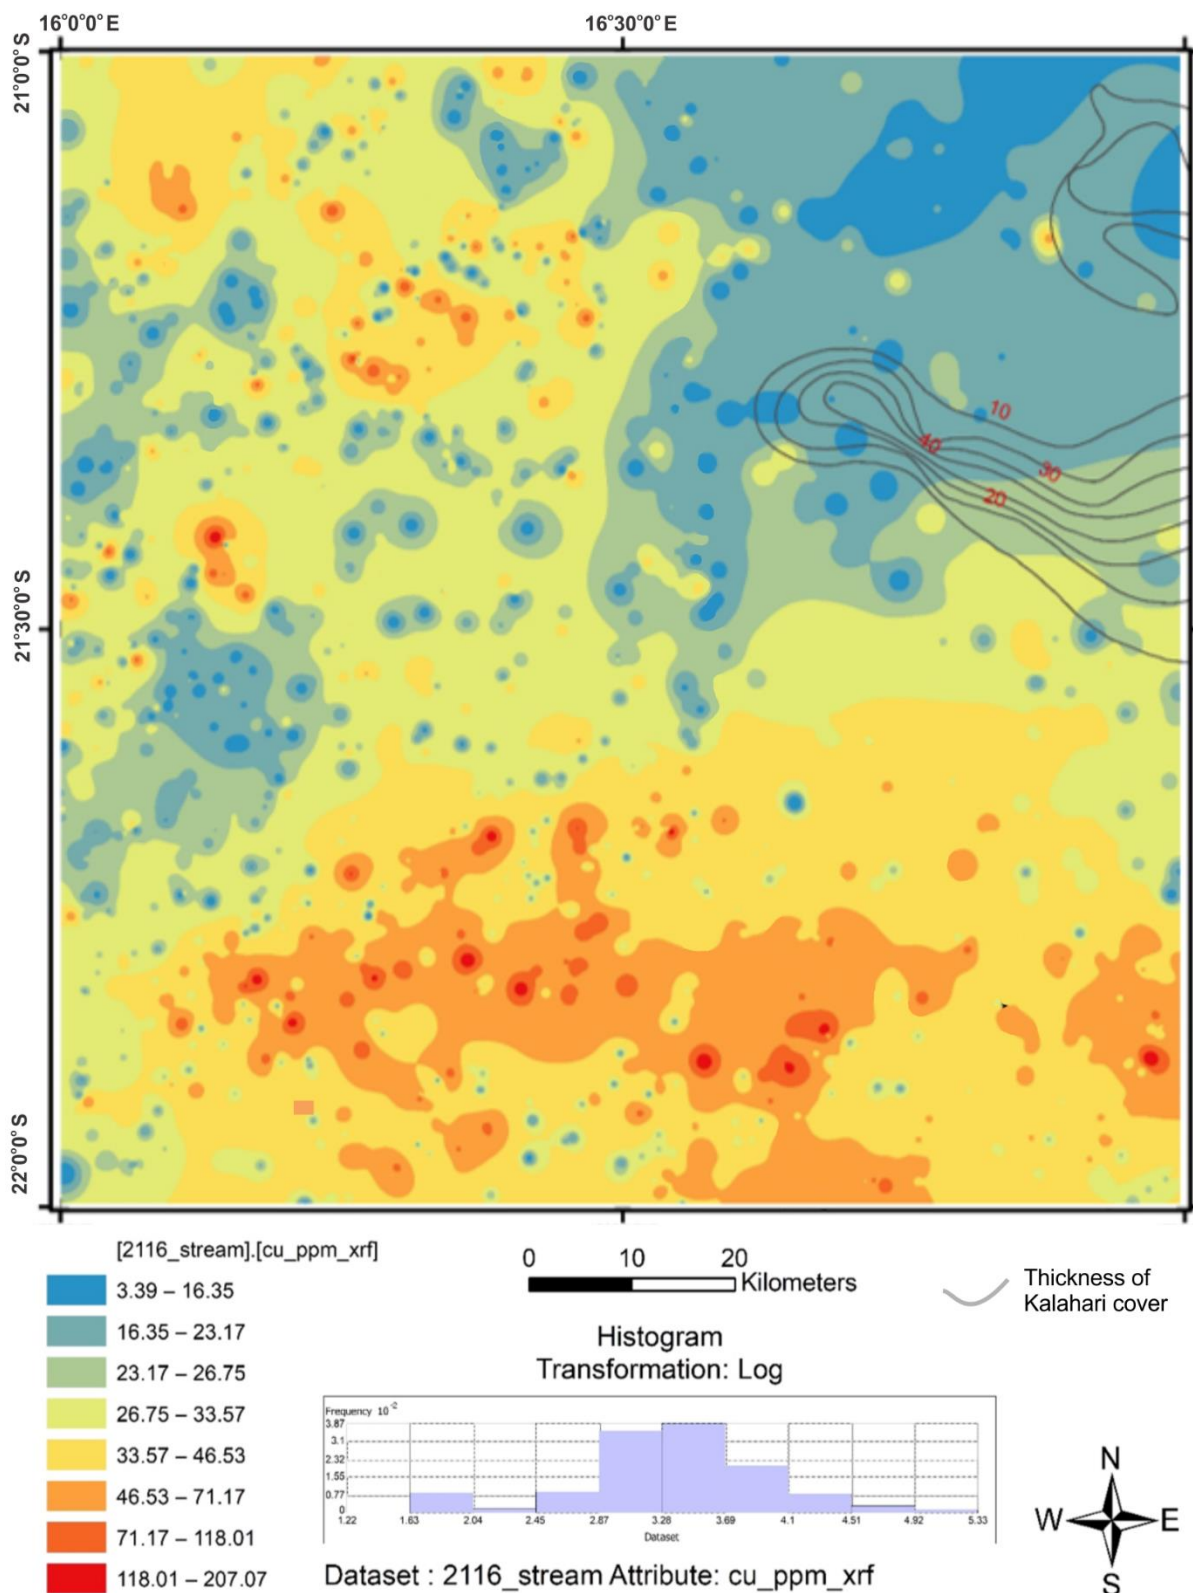 16°0'0"E
16°30'0"E
21°0'0"S
21°30'0"S
22°0'0"S
10
40
30
20
[2116_stream].[cu_ppm_xrf]
3.39 – 16.35
16.35 – 23.17
23.17 – 26.75
26.75 – 33.57
33.57 – 46.53
46.53 – 71.17
71.17 – 118.01
118.01 – 207.07
0 10 20
Kilometers
Thickness of
Kalahari cover
Histogram
Transformation: Log
Frequency 10⁻²
3.87
3.1
2.32
1.55
0.77
0
1.22 1.63 2.04 2.45 2.87 3.28 3.69 4.1 4.51 4.92 5.33
Dataset
Dataset : 2116_stream Attribute: cu_ppm_xrf
N
W E
S